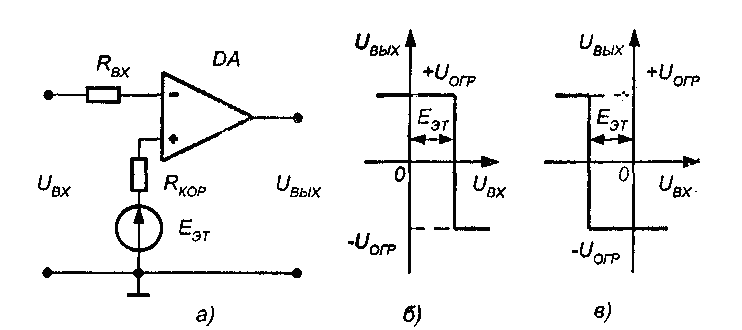 DA
R_ВХ
-
+
R_КОР
U_ВХ
U_ВЫХ
E_ЭТ
а)
U_ВЫХ
+U_ОГР
E_ЭТ
0
U_ВХ
-U_ОГР
б)
U_ВЫХ
+U_ОГР
E_ЭТ
0
U_ВХ.
-U_ОГР
в)